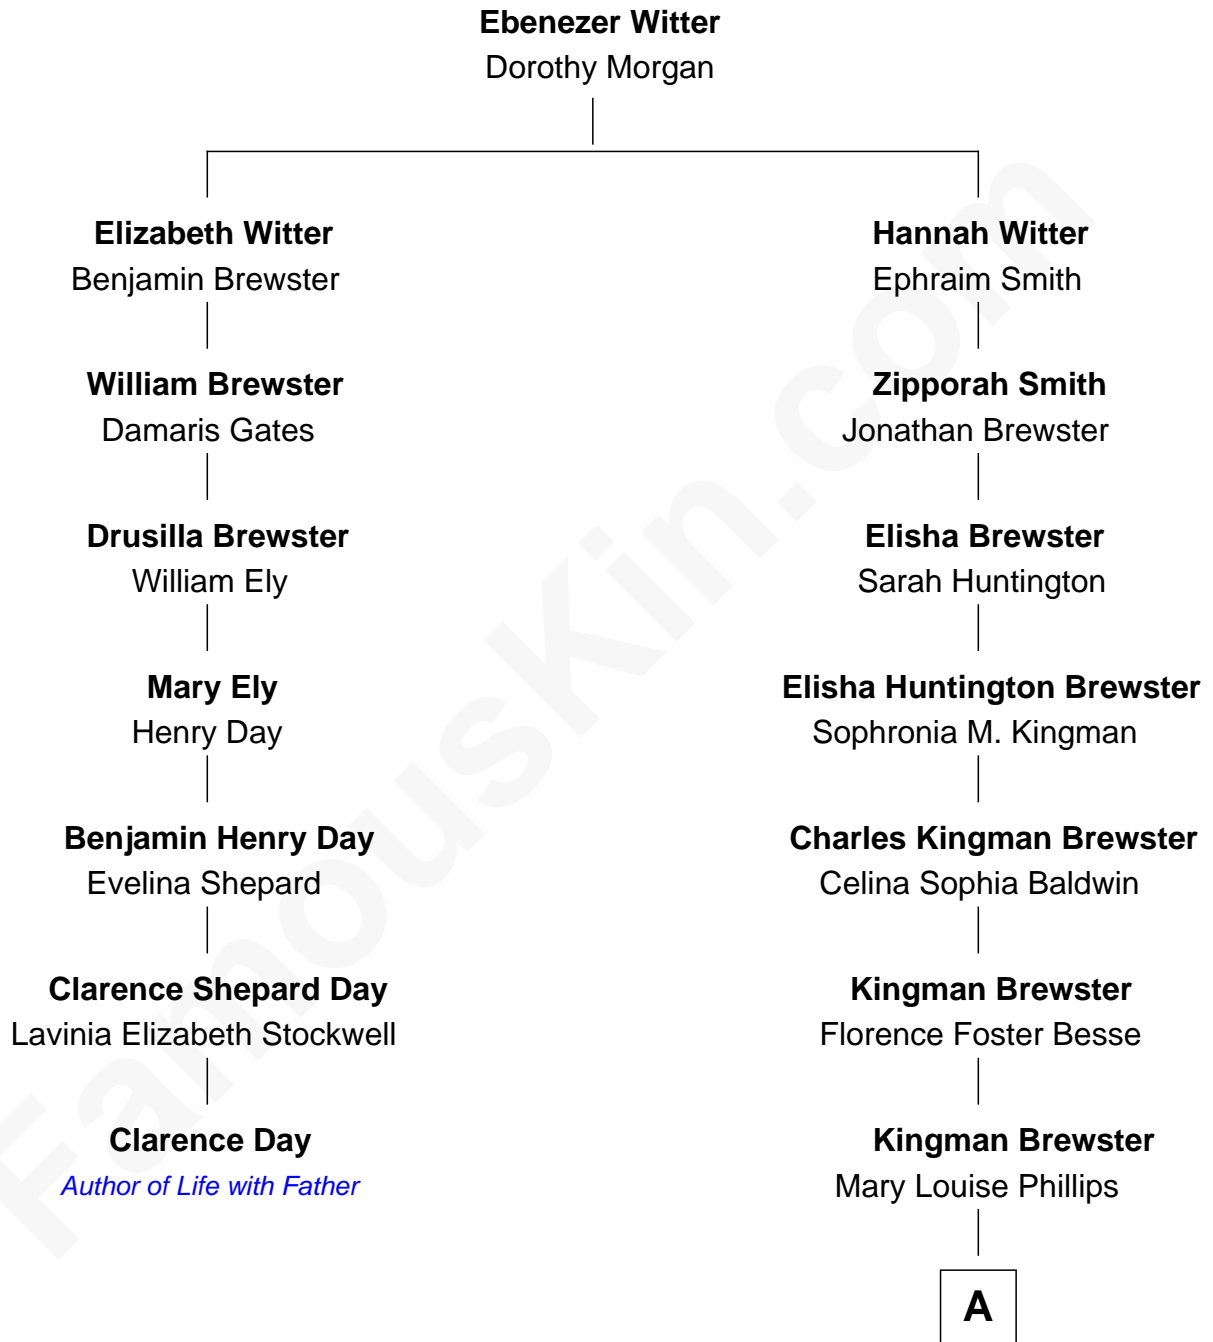 Ebenezer Witter
Dorothy Morgan
Elizabeth Witter
Benjamin Brewster
Hannah Witter
Ephraim Smith
William Brewster
Damaris Gates
Zipporah Smith
Jonathan Brewster
Drusilla Brewster
William Ely
Elisha Brewster
Sarah Huntington
Mary Ely
Henry Day
Elisha Huntington Brewster
Sophronia M. Kingman
Benjamin Henry Day
Evelina Shepard
Charles Kingman Brewster
Celina Sophia Baldwin
Clarence Shepard Day
Lavinia Elizabeth Stockwell
Kingman Brewster
Florence Foster Besse
Clarence Day
Author of Life with Father
Kingman Brewster
Mary Louise Phillips
A
FamousKin.com